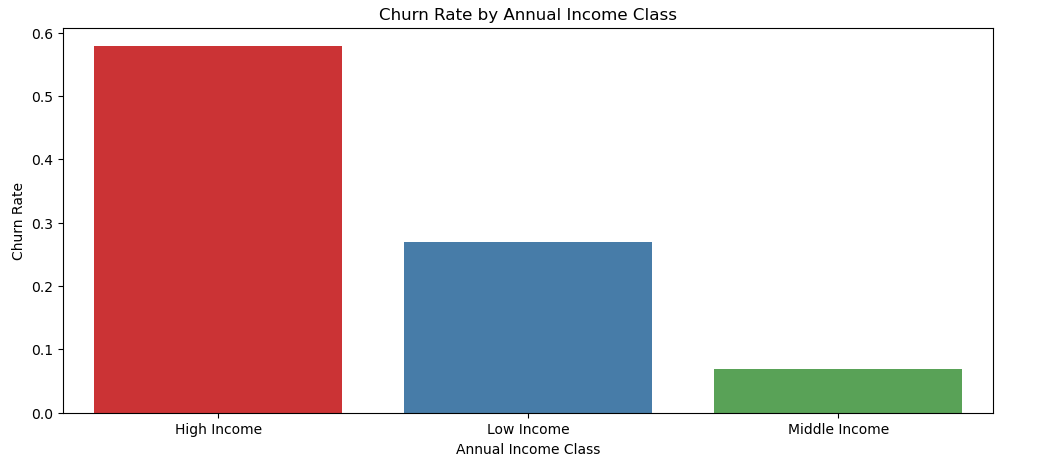 Churn Rate by Annual Income Class
0.6
0.5
0.4
0.3
0.2
0.1
0.0
Churn Rate
High Income
Low Income
Middle Income
Annual Income Class